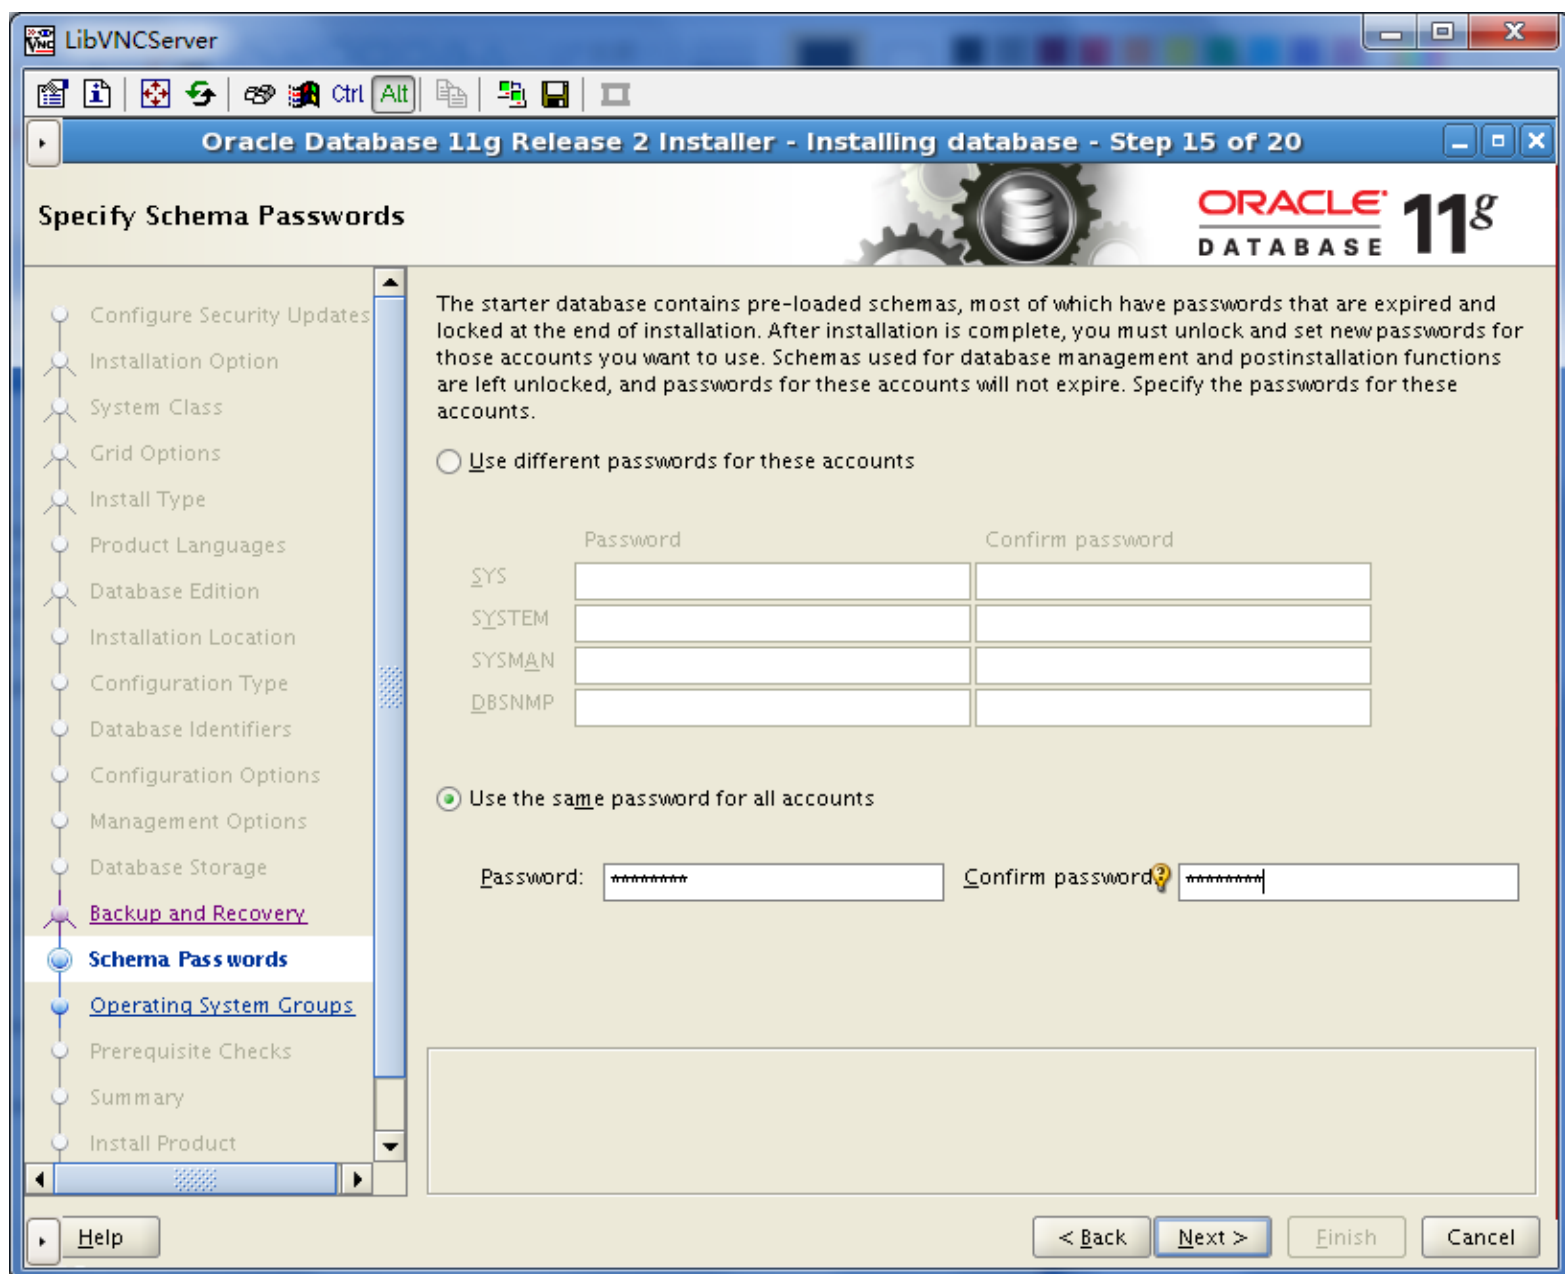 LibVNCServer
Ctrl Alt
Oracle Database 11g Release 2 Installer - Installing database - Step 15 of 20
Specify Schema Passwords
ORACLE
DATABASE
11g
Configure Security Updates
Installation Option
System Class
Grid Options
Install Type
Product Languages
Database Edition
Installation Location
Configuration Type
Database Identifiers
Configuration Options
Management Options
Database Storage
Backup and Recovery
Schema Passwords
Operating System Groups
Prerequisite Checks
Summary
Install Product
The starter database contains pre-loaded schemas, most of which have passwords that are expired and
locked at the end of installation. After installation is complete, you must unlock and set new passwords for
those accounts you want to use. Schemas used for database management and postinstallation functions
are left unlocked, and passwords for these accounts will not expire. Specify the passwords for these
accounts.
Use different passwords for these accounts
Password Confirm password
SYS
SYSTEM
SYSMAN
DBSNMP
Use the same password for all accounts
Password: ******** Confirm password ********
Help
< Back Next > Finish Cancel